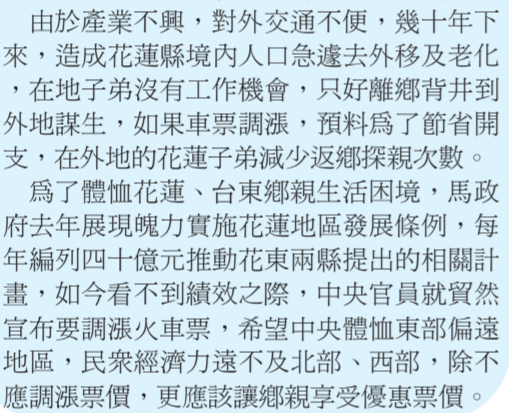 由於產業不興，對外交通不便，幾十年下
來，造成花蓮縣境內人口急遽去外移及老化
，在地子弟沒有工作機會，只好離鄉背井到
外地謀生，如果車票調漲，預料為了節省開
支，在外地的花蓮子弟減少返鄉探親次數。
為了體恤花蓮、台東鄉親生活困境，馬政
府去年展現魄力實施花蓮地區發展條例，每
年編列四十億元推動花東兩縣提出的相關計
畫，如今看不到績效之際，中央官員就貿然
宣布要調漲火車票，希望中央體恤東部偏遠
地區，民眾經濟力遠不及北部、西部，除不
應調漲票價，更應該讓鄉親享受優惠票價。